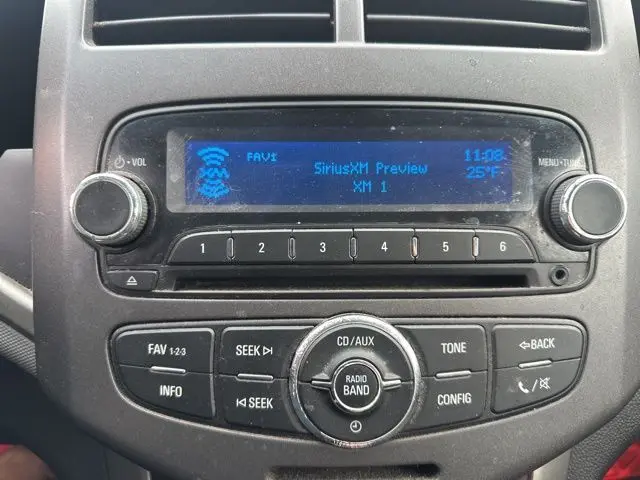 FAV1
11:08
SiriusXM Preview
25°F
XM 1
VOL
MENU•TUNE
1 2 3 4 5 6
CD/AUX
FAV 1-2-3
SEEK
TONE
BACK
RADIO
BAND
INFO
SEEK
CONFIG